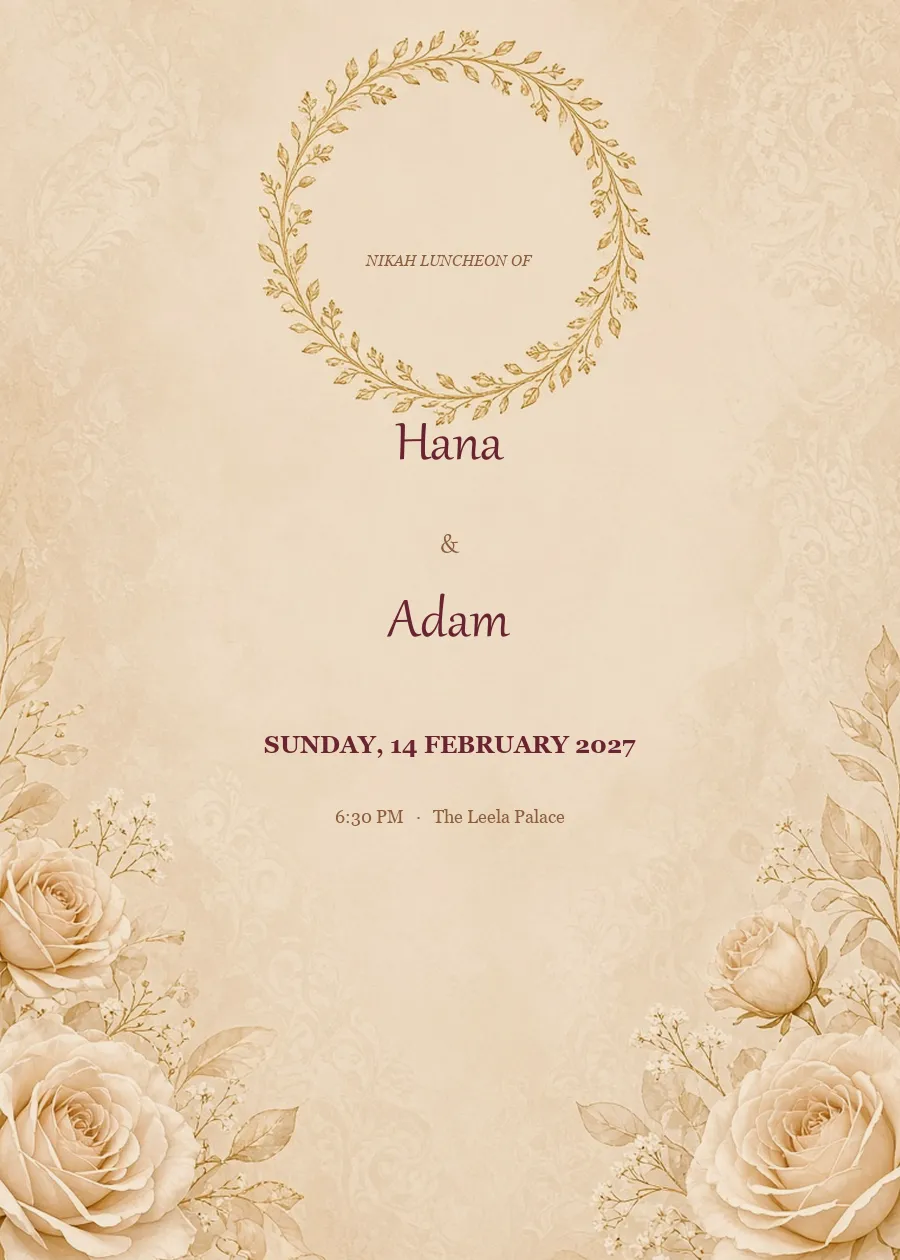 NIKAH LUNCHEON OF
Hana
&
Adam
SUNDAY, 14 FEBRUARY 2027
6:30 PM · The Leela Palace